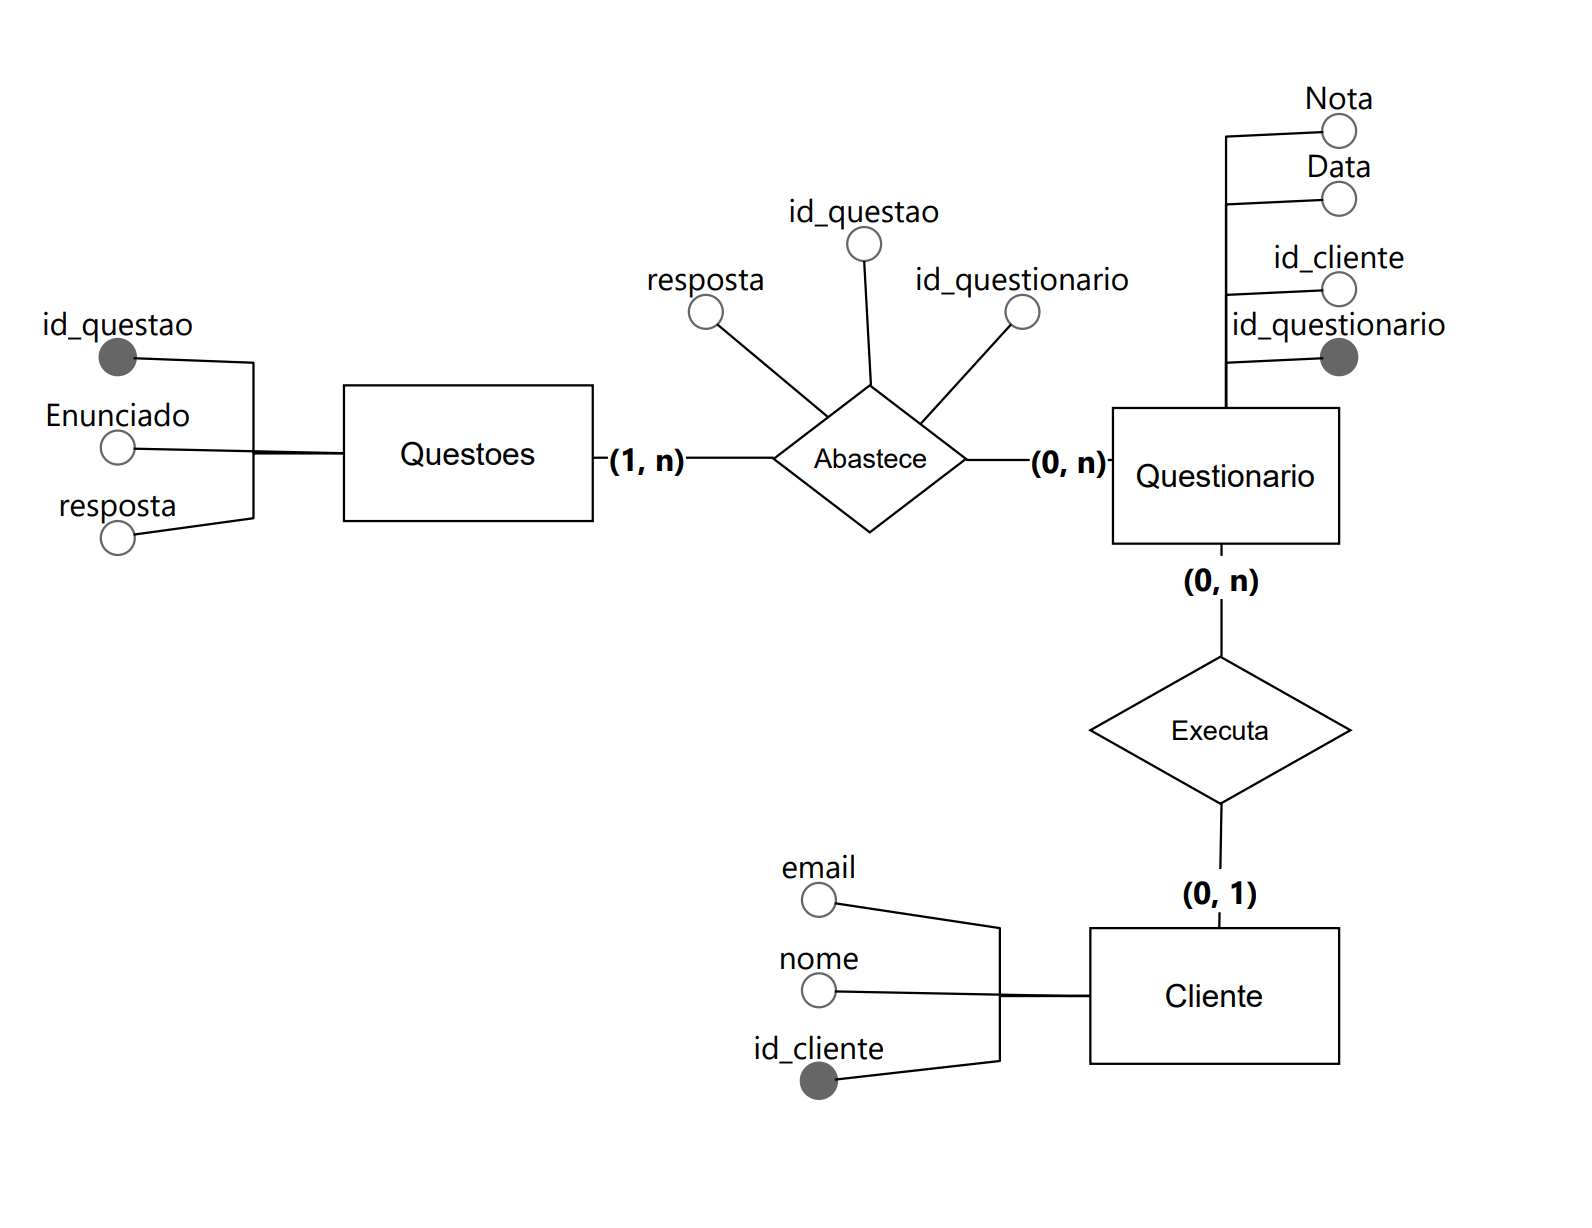 Nota
Data
id_cliente
id_questionario
id_questao
resposta
id_questionario
id_questao
Enunciado
resposta
Questoes
(1, n)
Abastece
(0, n)
Questionario
(0, n)
Executa
(0, 1)
email
nome
id_cliente
Cliente